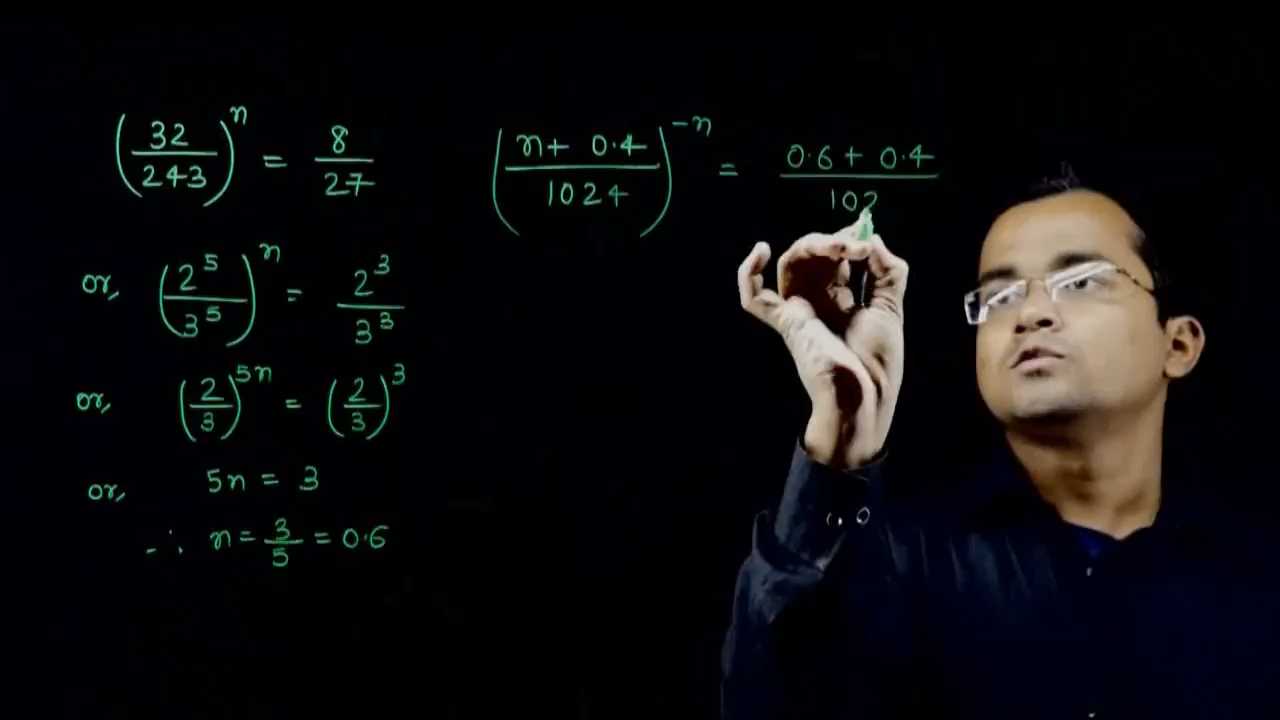 (32/243)^n = 8/27
or, (2^5/3^5)^n = 2^3/3^3
or, (2/3)^5n = (2/3)^3
or, 5n = 3
∴ n = 3/5 = 0.6
(n + 0.4/1024)^-n = 0.6 + 0.4/102